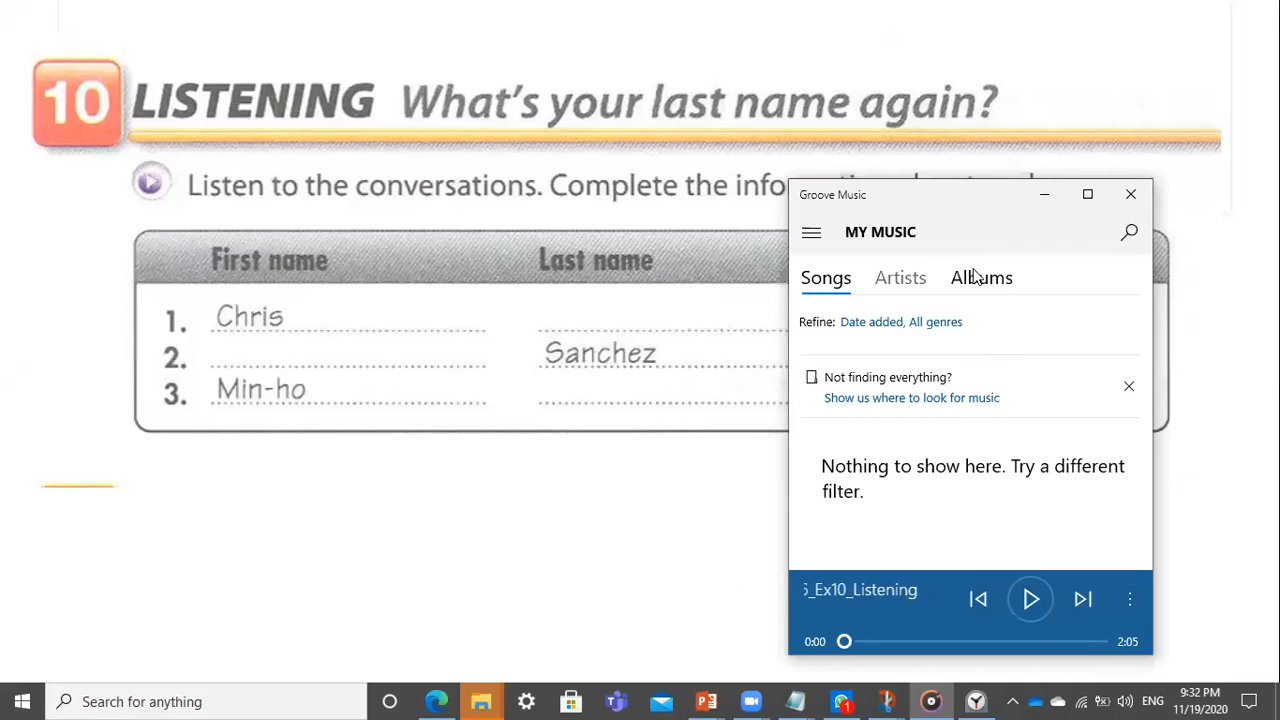 10 LISTENING What's your last name again?
Listen to the conversations. Complete the
First name Last name
1. Chris
2. Sanchez
3. Min-ho
Groove Music
MY MUSIC
Songs Artists Albums
Refine: Date added, All genres
Not finding everything?
Show us where to look for music
Nothing to show here. Try a different
filter.
_Ex10_Listening
0:00 2:05
Search for anything
1
ENG
9:32 PM
11/19/2020